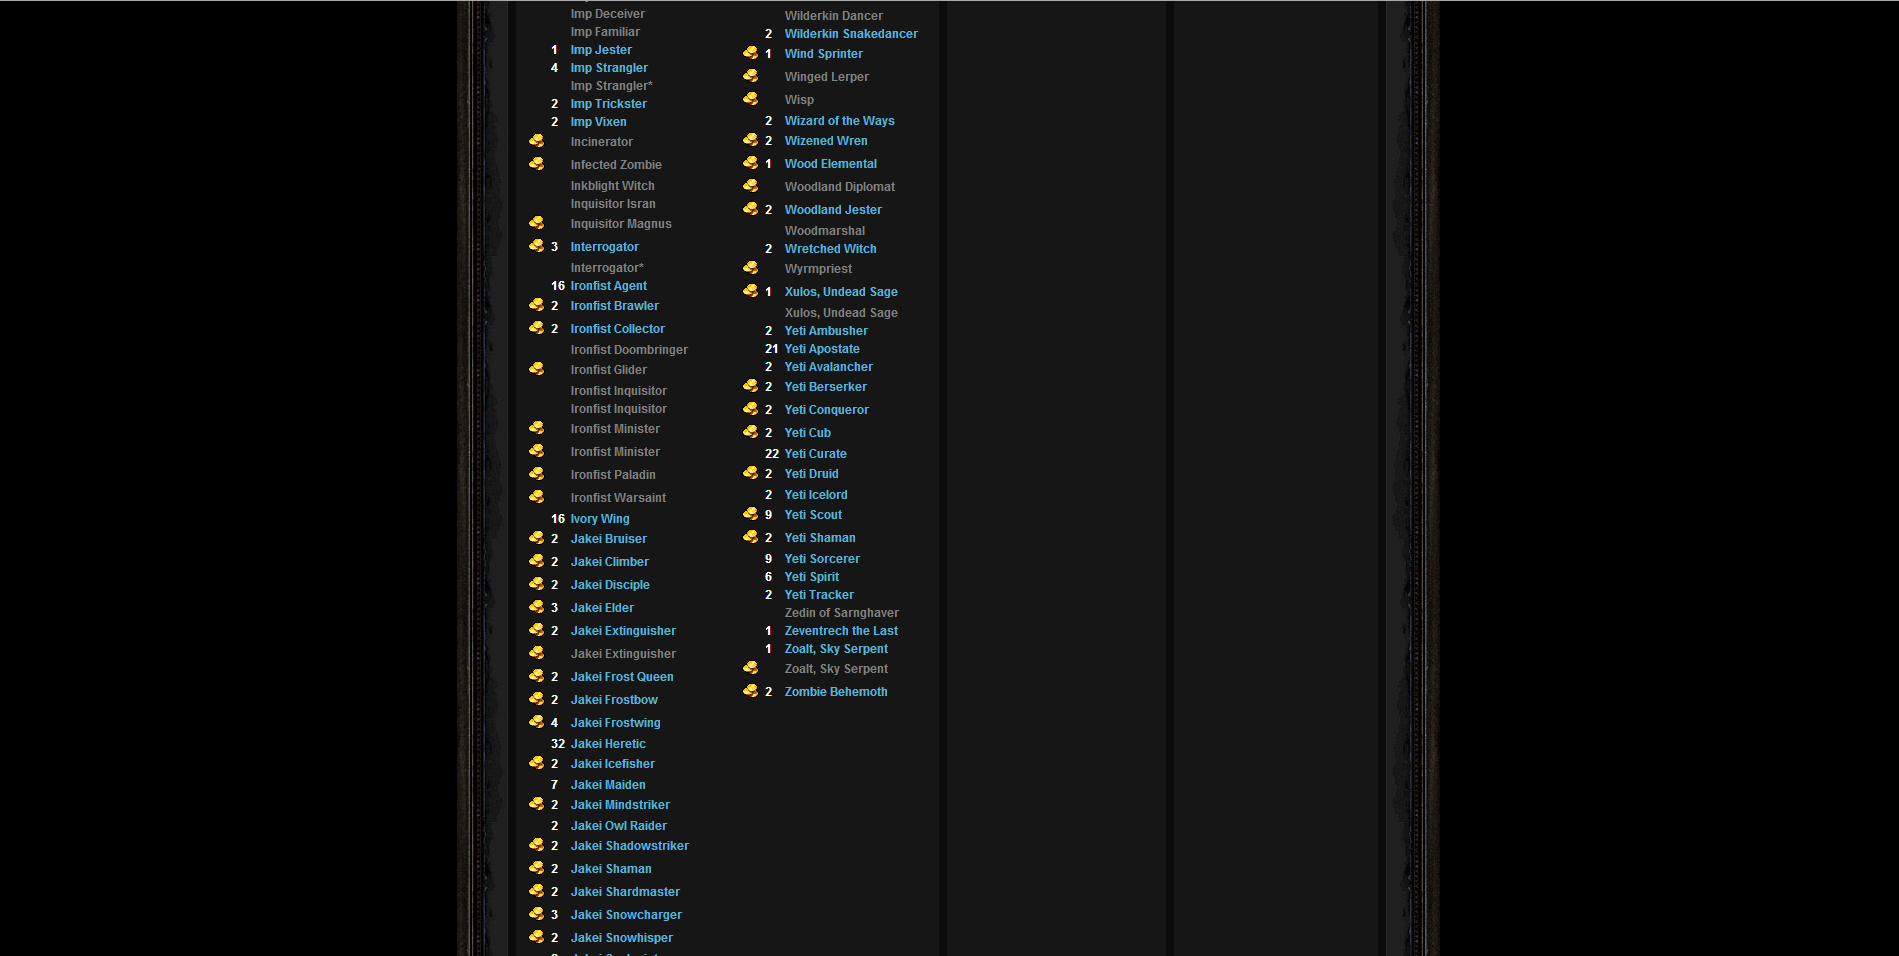 Imp Deceiver
Imp Familiar
1 Imp Jester
4 Imp Strangler
Imp Strangler*
2 Imp Trickster
2 Imp Vixen
Incinerator
Infected Zombie
Inkblight Witch
Inquisitor Isran
Inquisitor Magnus
3 Interrogator
Interrogator*
16 Ironfist Agent
2 Ironfist Brawler
2 Ironfist Collector
Ironfist Doombringer
Ironfist Glider
Ironfist Inquisitor
Ironfist Inquisitor
Ironfist Minister
Ironfist Minister
Ironfist Paladin
Ironfist Warsaint
16 Ivory Wing
2 Jakei Bruiser
2 Jakei Climber
2 Jakei Disciple
3 Jakei Elder
2 Jakei Extinguisher
Jakei Extinguisher
2 Jakei Frost Queen
2 Jakei Frostbow
4 Jakei Frostwing
32 Jakei Heretic
2 Jakei Icefisher
7 Jakei Maiden
2 Jakei Mindstriker
2 Jakei Owl Raider
2 Jakei Shadowstriker
2 Jakei Shaman
2 Jakei Shardmaster
3 Jakei Snowcharger
2 Jakei Snowhisper
Wilderkin Dancer
2 Wilderkin Snakedancer
1 Wind Sprinter
Winged Lerper
Wisp
2 Wizard of the Ways
2 Wizened Wren
1 Wood Elemental
Woodland Diplomat
2 Woodland Jester
Woodmarshal
2 Wretched Witch
Wyrmpriest
1 Xulos, Undead Sage
Xulos, Undead Sage
2 Yeti Ambusher
21 Yeti Apostate
2 Yeti Avalancher
2 Yeti Berserker
2 Yeti Conqueror
2 Yeti Cub
22 Yeti Curate
2 Yeti Druid
2 Yeti Icelord
9 Yeti Scout
2 Yeti Shaman
9 Yeti Sorcerer
6 Yeti Spirit
2 Yeti Tracker
Zedin of Sarnghaver
1 Zeventrech the Last
1 Zoalt, Sky Serpent
Zoalt, Sky Serpent
2 Zombie Behemoth